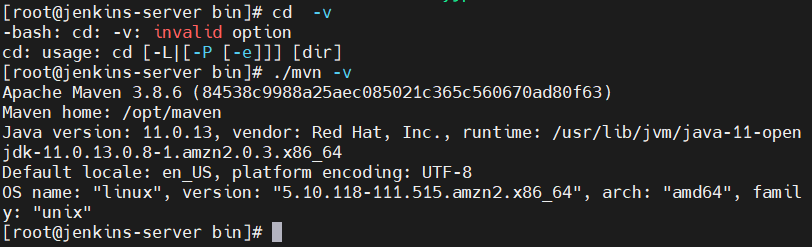 [root@jenkins-server bin]# cd  -v
-bash: cd: -v: invalid option
cd: usage: cd [-L|[-P [-e]]] [dir]
[root@jenkins-server bin]# ./mvn -v
Apache Maven 3.8.6 (84538c9988a25aec085021c365c560670ad80f63)
Maven home: /opt/maven
Java version: 11.0.13, vendor: Red Hat, Inc., runtime: /usr/lib/jvm/java-11-open
jdk-11.0.13.0.8-1.amzn2.0.3.x86_64
Default locale: en_US, platform encoding: UTF-8
OS name: "linux", version: "5.10.118-111.515.amzn2.x86_64", arch: "amd64", famil
y: "unix"
[root@jenkins-server bin]#